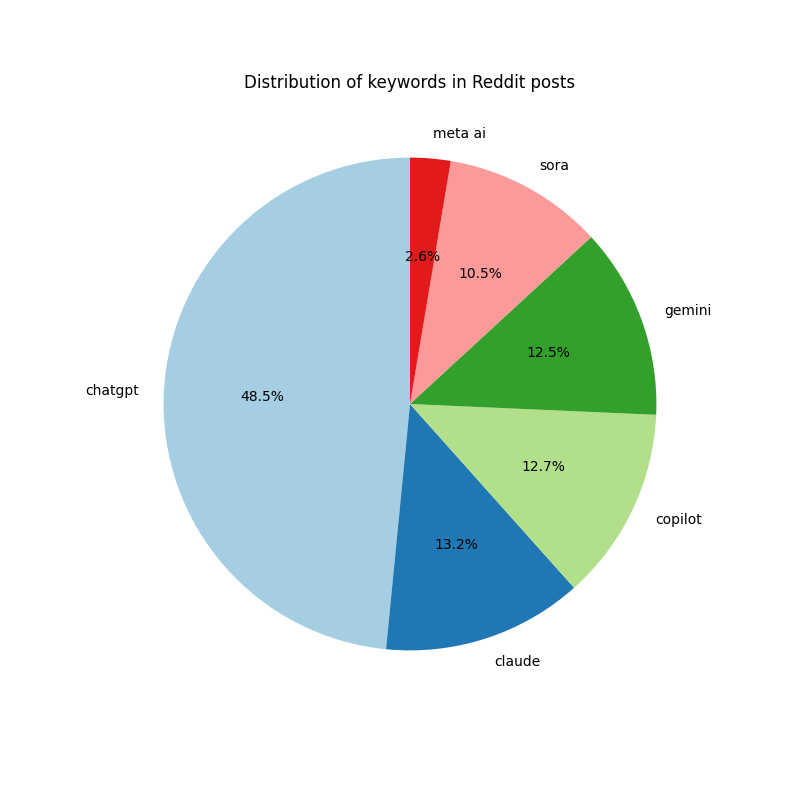 Distribution of keywords in Reddit posts
meta ai
sora
2.6%
10.5%
gemini
12.5%
chatgpt
48.5%
12.7%
copilot
13.2%
claude